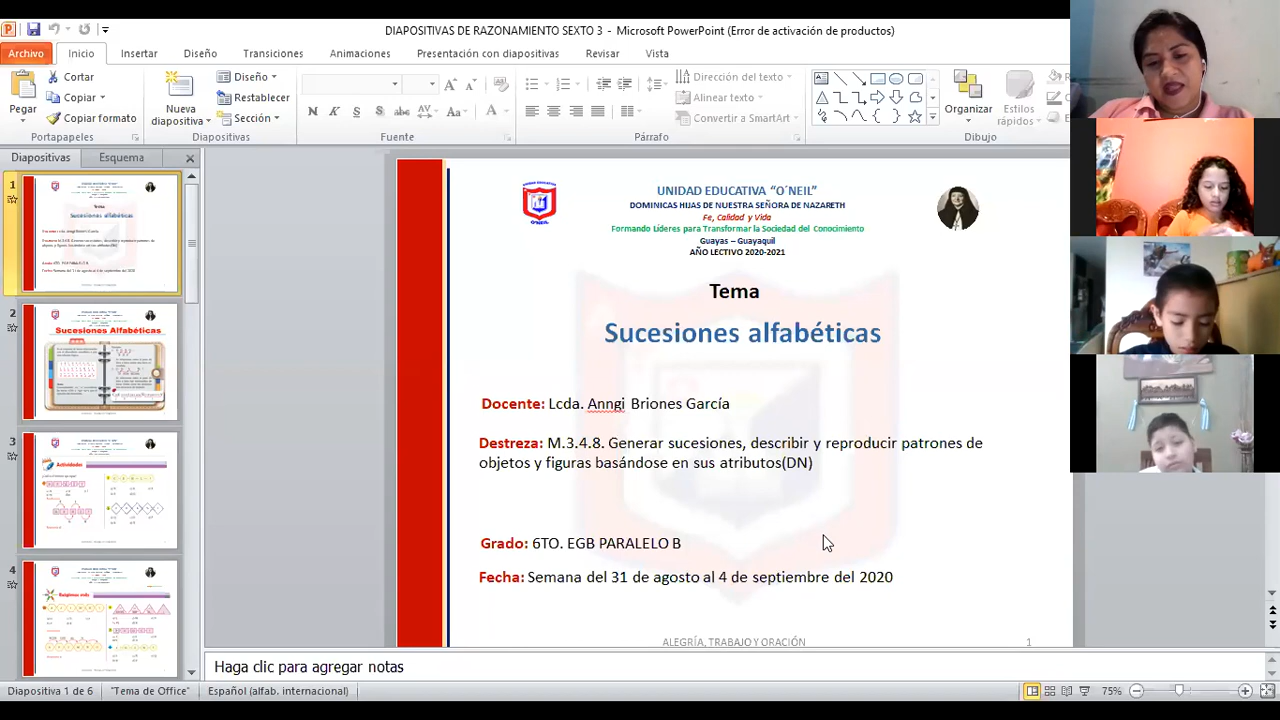 DIAPOSITIVAS DE RAZONAMIENTO SEXTO 3 - Microsoft PowerPoint (Error de activación de productos)
Archivo Inicio Insertar Diseño Transiciones Animaciones Presentación con diapositivas Revisar Vista
Cortar
Copiar
Copiar formato
Pegar
Portapapeles
Nueva diapositiva
Diseño
Restablecer
Sección
Diapositivas
Fuente
Párrafo
Dirección del texto
Alinear texto
Convertir a SmartArt
Organizar
Estilos rápidos
Dibujo
Diapositivas Esquema
1
2
Sucesiones Alfabéticas
3
Actividades
4
UNIDAD EDUCATIVA “O´NEIL”
DOMINICAS HIJAS DE NUESTRA SEÑORA DE NAZARETH
Fe, Calidad y Vida
Formando Líderes para Transformar la Sociedad del Conocimiento
Guayas – Guayaquil
AÑO LECTIVO 2020-2021
O´NEIL
Tema
Sucesiones alfabéticas
Docente: Lcda. Anngi Briones García
Destreza: M.3.4.8. Generar sucesiones, describir y reproducir patrones de
objetos y figuras basándose en sus atributos(DN)
Grado: 6TO. EGB PARALELO B
Fecha: Semana del 31 de agosto al 4 de septiembre del 2020
ALEGRÍA, TRABAJO Y ORACIÓN 1
Haga clic para agregar notas
Diapositiva 1 de 6 "Tema de Office" Español (alfab. internacional) 75%